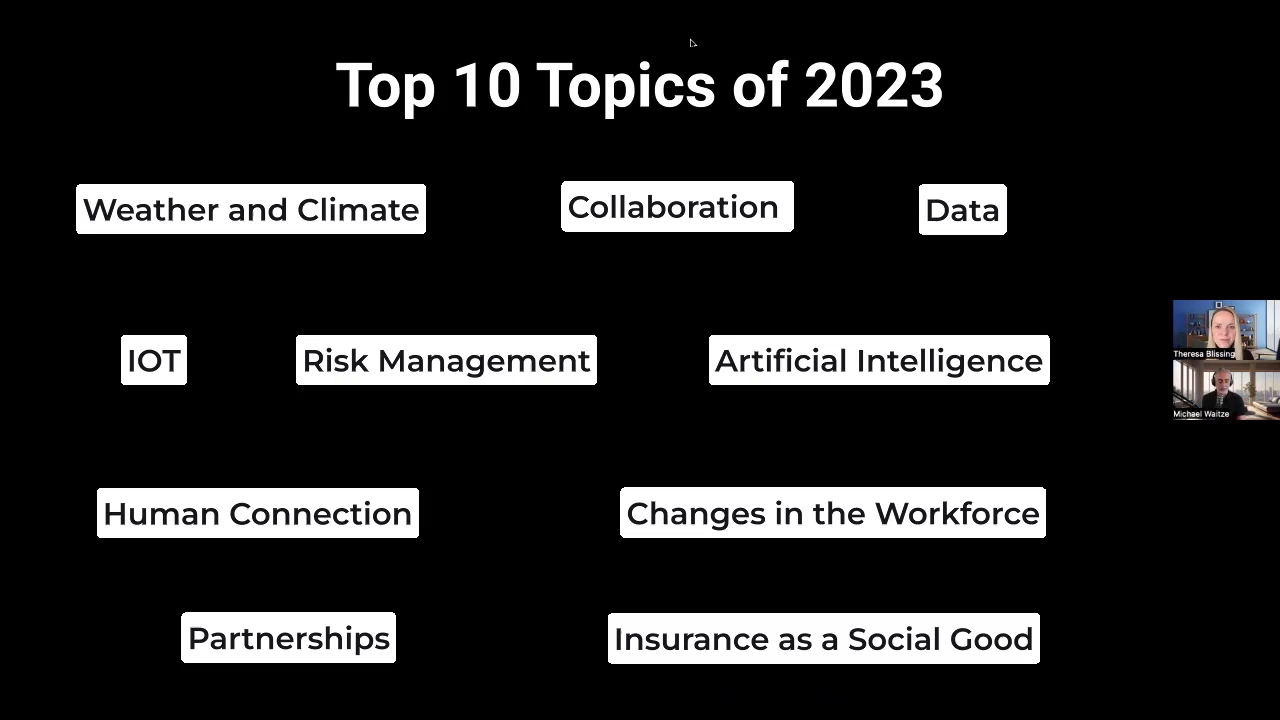 Top 10 Topics of 2023
Weather and Climate
Collaboration
Data
IOT
Risk Management
Artificial Intelligence
Theresa Blissing
Michael Waitze
Human Connection
Changes in the Workforce
Partnerships
Insurance as a Social Good